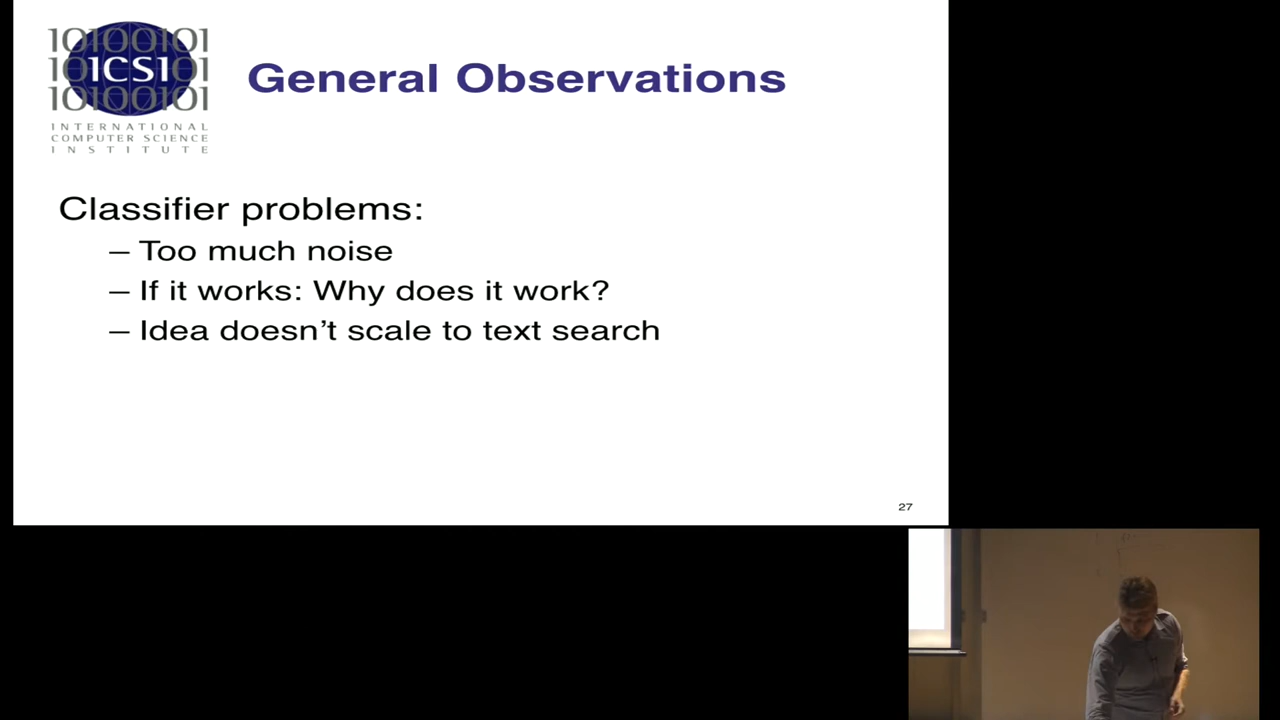 10100101
10ICSI01
10100101
INTERNATIONAL
COMPUTER SCIENCE
INSTITUTE
General Observations
Classifier problems:
– Too much noise
– If it works: Why does it work?
– Idea doesn't scale to text search
27